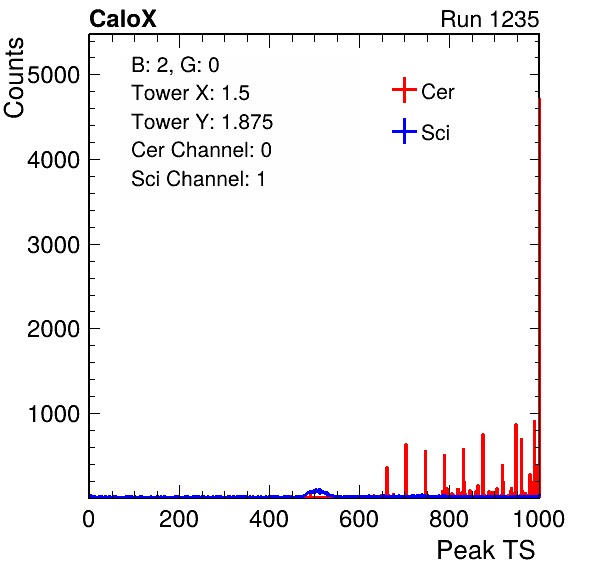 CaloX Run 1235
Counts
B: 2, G: 0
Tower X: 1.5
Tower Y: 1.875
Cer Channel: 0
Sci Channel: 1
Cer
Sci
5000
4000
3000
2000
1000
0 200 400 600 800 1000
Peak TS